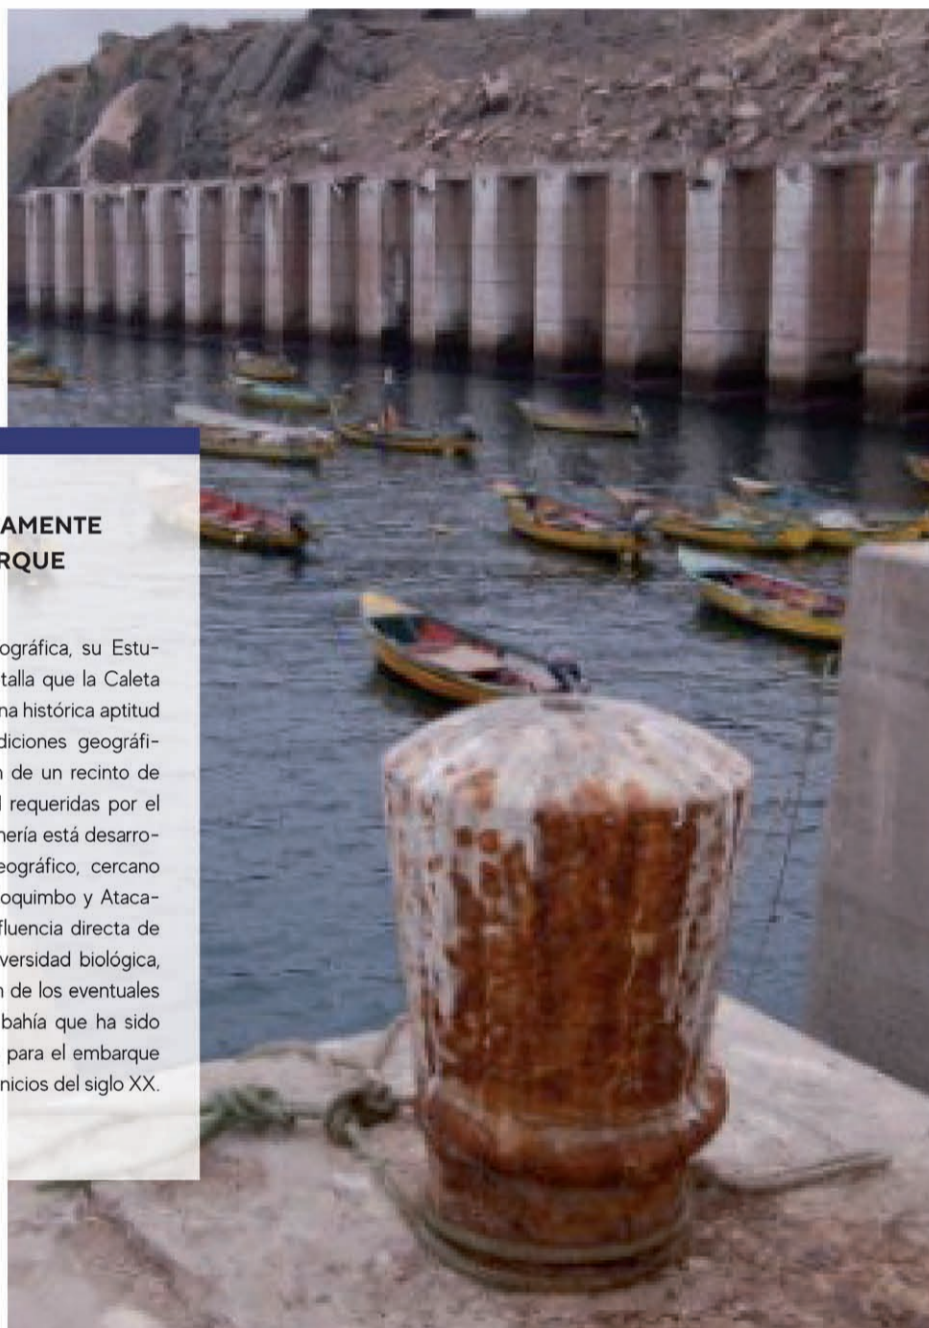 AMENTE
RQUE
ográfica, su Estu-
talla que la Caleta
na histórica aptitud
diciones geográfi-
n de un recinto de
l requeridas por el
nería está desarro-
eográfico, cercano
oquimbo y Ataca-
fluencia directa de
versidad biológica,
n de los eventuales
bahía que ha sido
para el embarque
nicios del siglo XX.